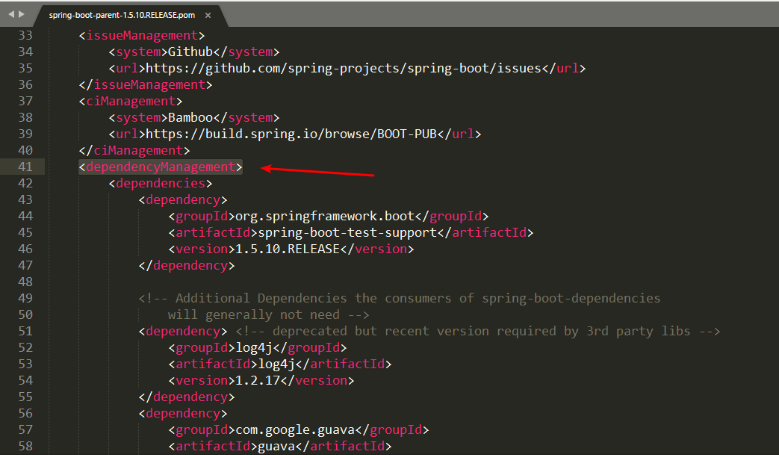 spring-boot-parent-1.5.10.RELEASE.pom ×
33 <issueManagement>
34 <system>Github</system>
35 <url>https://github.com/spring-projects/spring-boot/issues</url>
36 </issueManagement>
37 <ciManagement>
38 <system>Bamboo</system>
39 <url>https://build.spring.io/browse/BOOT-PUB</url>
40 </ciManagement>
41 <dependencyManagement>
42 <dependencies>
43 <dependency>
44 <groupId>org.springframework.boot</groupId>
45 <artifactId>spring-boot-test-support</artifactId>
46 <version>1.5.10.RELEASE</version>
47 </dependency>
48
49 <!-- Additional Dependencies the consumers of spring-boot-dependencies
50 will generally not need -->
51 <dependency> <!-- deprecated but recent version required by 3rd party libs -->
52 <groupId>log4j</groupId>
53 <artifactId>log4j</artifactId>
54 <version>1.2.17</version>
55 </dependency>
56 <dependency>
57 <groupId>com.google.guava</groupId>
58 <artifactId>guava</artifactId>